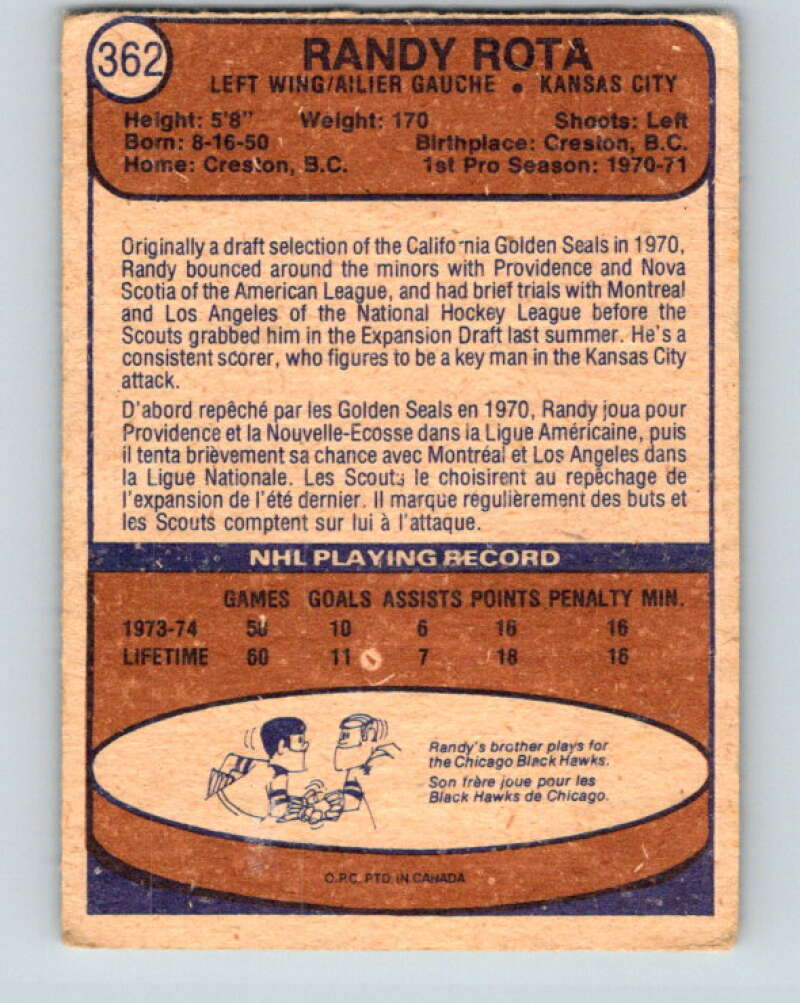 362
RANDY ROTA
LEFT WING/AILIER GAUCHE • KANSAS CITY
Height: 5'8" Weight: 170 Shoots: Left
Born: 8-16-50 Birthplace: Creston, B.C.
Home: Creston, B.C. 1st Pro Season: 1970-71
Originally a draft selection of the California Golden Seals in 1970,
Randy bounced around the minors with Providence and Nova
Scotia of the American League, and had brief trials with Montreal
and Los Angeles of the National Hockey League before the
Scouts grabbed him in the Expansion Draft last summer. He's a
consistent scorer, who figures to be a key man in the Kansas City
attack.
D'abord repêché par les Golden Seals en 1970, Randy joua pour
Providence et la Nouvelle-Ecosse dans la Ligue Américaine, puis
il tenta brièvement sa chance avec Montréal et Los Angeles dans
la Ligue Nationale. Les Scouts le choisirent au repêchage de
l'expansion de l'été dernier. Il marque régulièrement des buts et
les Scouts comptent sur lui à l'attaque.
NHL PLAYING RECORD
GAMES GOALS ASSISTS POINTS PENALTY MIN.
1973-74 58 10 6 16 16
LIFETIME 60 11 7 18 16
Randy's brother plays for
the Chicago Black Hawks.
Son frère joue pour les
Black Hawks de Chicago.
O.P.C. PTD. IN CANADA